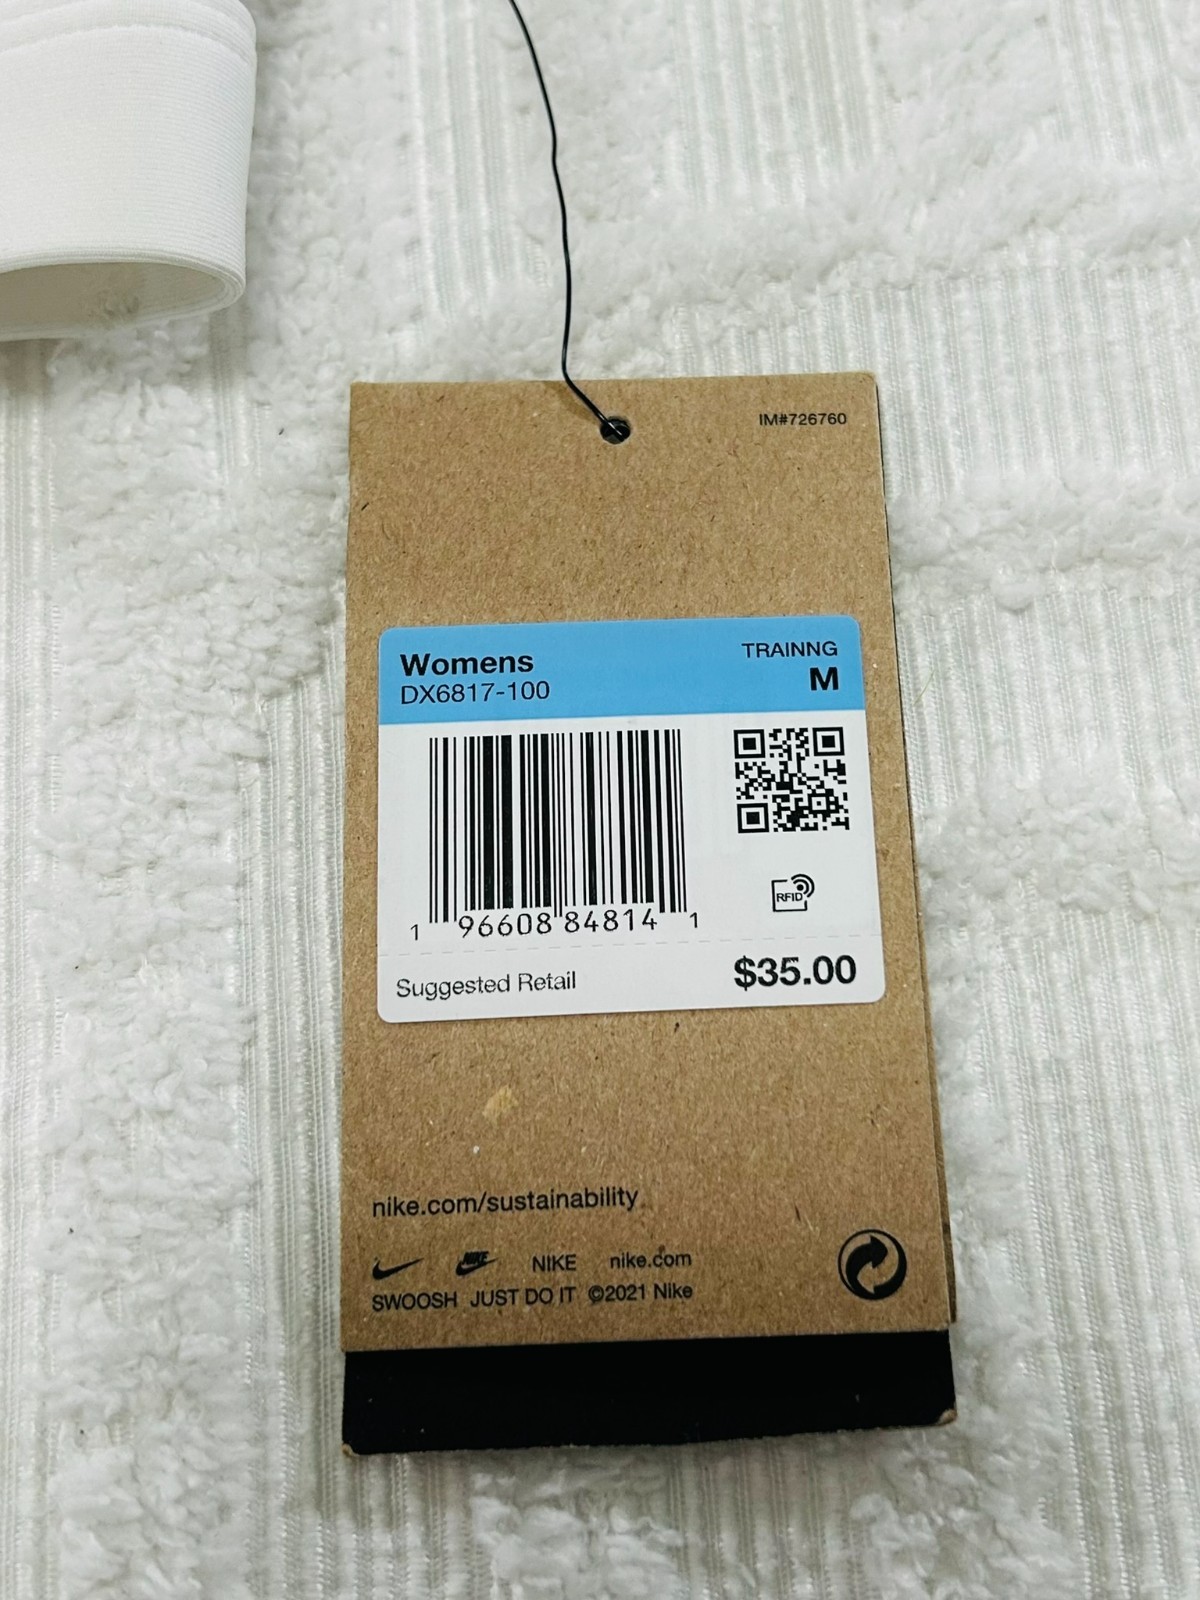 IM#726760
Womens
TRAINNG
DX6817-100
M
RFID
1 96608 84814 1
Suggested Retail
$35.00
nike.com/sustainability
NIKE NIKE nike.com
SWOOSH JUST DO IT ©2021 Nike